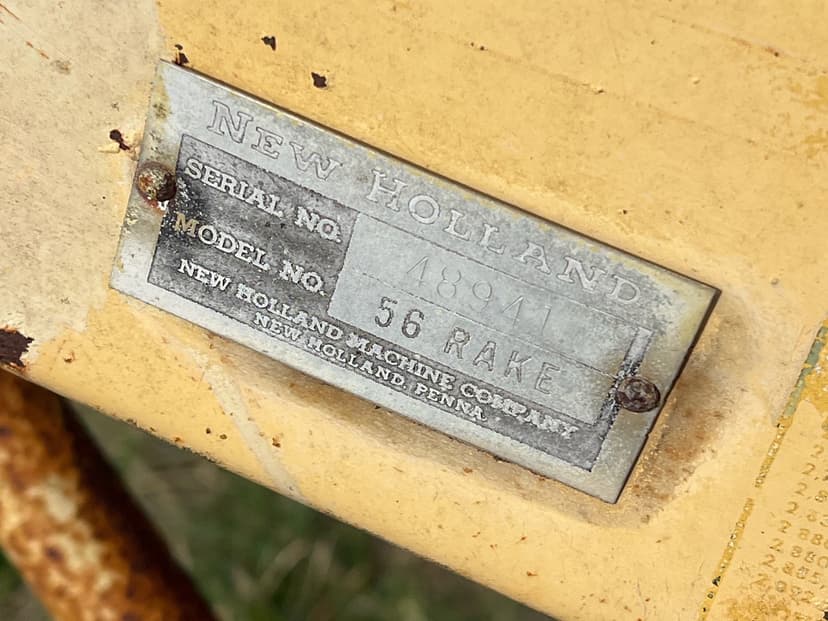 NEW HOLLAND
SERIAL NO. 48941
MODEL NO. 56 RAKE
NEW HOLLAND MACHINE COMPANY
NEW HOLLAND, PENNA.